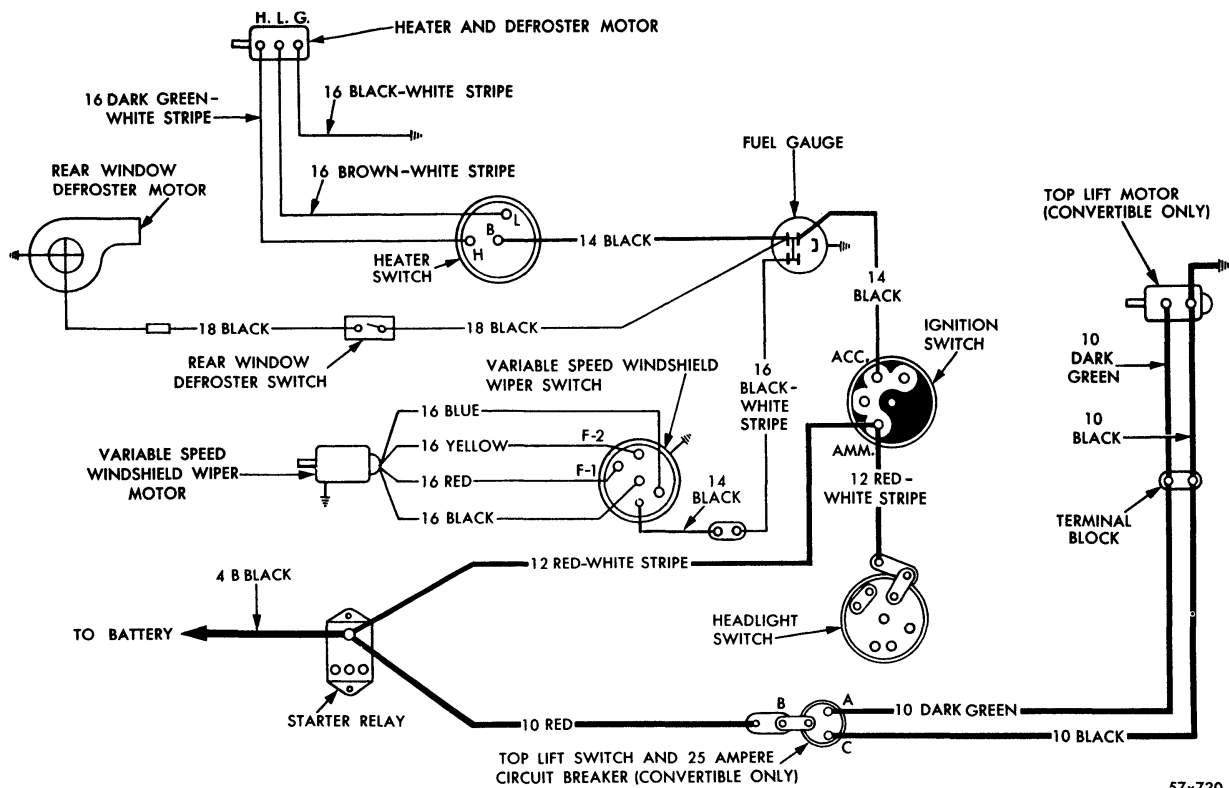 H. L. G.
HEATER AND DEFROSTER MOTOR
16 DARK GREEN-
WHITE STRIPE
16 BLACK-WHITE STRIPE
FUEL GAUGE
REAR WINDOW
DEFROSTER MOTOR
16 BROWN-WHITE STRIPE
TOP LIFT MOTOR
(CONVERTIBLE ONLY)
L
B
H
14 BLACK
HEATER
SWITCH
14
BLACK
18 BLACK
18 BLACK
IGNITION
SWITCH
REAR WINDOW
DEFROSTER SWITCH
VARIABLE SPEED WINDSHIELD
WIPER SWITCH
ACC.
10
DARK
GREEN
16
BLACK-
WHITE
STRIPE
16 BLUE
16 YELLOW
F-2
10
BLACK
AMM.
VARIABLE SPEED
WINDSHIELD WIPER
MOTOR
F-1
16 RED
14
BLACK
12 RED-
WHITE STRIPE
16 BLACK
TERMINAL
BLOCK
12 RED-WHITE STRIPE
4 B BLACK
TO BATTERY
HEADLIGHT
SWITCH
STARTER RELAY
10 RED
B
A
10 DARK GREEN
C
10 BLACK
TOP LIFT SWITCH AND 25 AMPERE
CIRCUIT BREAKER (CONVERTIBLE ONLY)
57x720